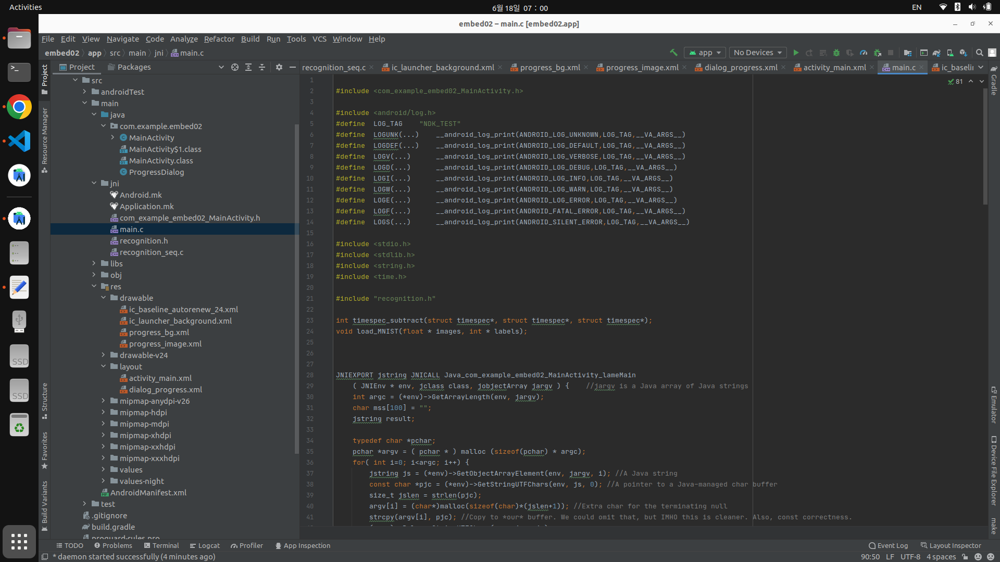 Activities
6월 18일 07 : 00
EN
embed02 – main.c [embed02.app]
File Edit View Navigate Code Analyze Refactor Build Run Tools VCS Window Help
embed02 app src main jni main.c
app No Devices
Project Packages
recognition_seq.c ic_launcher_background.xml progress_bg.xml progress_image.xml dialog_progress.xml activity_main.xml main.c ic_baselin
Project
Resource Manager
Structure
Favorites
Build Variants
src
androidTest
main
java
com.example.embed02
MainActivity
MainActivity$1.class
MainActivity.class
ProgressDialog
jni
Android.mk
Application.mk
com_example_embed02_MainActivity.h
main.c
recognition.h
recognition_seq.c
libs
obj
res
drawable
ic_baseline_autorenew_24.xml
ic_launcher_background.xml
progress_bg.xml
progress_image.xml
drawable-v24
layout
activity_main.xml
dialog_progress.xml
mipmap-anydpi-v26
mipmap-hdpi
mipmap-mdpi
mipmap-xhdpi
mipmap-xxhdpi
mipmap-xxxhdpi
values
values-night
AndroidManifest.xml
test
.gitignore
build.gradle
proguard-rules.pro
81
1
2 #include <com_example_embed02_MainActivity.h>
3
4 #include <android/log.h>
5 #define LOG_TAG "NDK_TEST"
6 #define LOGUNK(...) __android_log_print(ANDROID_LOG_UNKNOWN,LOG_TAG,__VA_ARGS__)
7 #define LOGDEF(...) __android_log_print(ANDROID_LOG_DEFAULT,LOG_TAG,__VA_ARGS__)
8 #define LOGV(...) __android_log_print(ANDROID_LOG_VERBOSE,LOG_TAG,__VA_ARGS__)
9 #define LOGD(...) __android_log_print(ANDROID_LOG_DEBUG,LOG_TAG,__VA_ARGS__)
10 #define LOGI(...) __android_log_print(ANDROID_LOG_INFO,LOG_TAG,__VA_ARGS__)
11 #define LOGW(...) __android_log_print(ANDROID_LOG_WARN,LOG_TAG,__VA_ARGS__)
12 #define LOGE(...) __android_log_print(ANDROID_LOG_ERROR,LOG_TAG,__VA_ARGS__)
13 #define LOGF(...) __android_log_print(ANDROID_FATAL_ERROR,LOG_TAG,__VA_ARGS__)
14 #define LOGS(...) __android_log_print(ANDROID_SILENT_ERROR,LOG_TAG,__VA_ARGS__)
15
16 #include <stdio.h>
17 #include <stdlib.h>
18 #include <string.h>
19 #include <time.h>
20
21 #include "recognition.h"
22
23 int timespec_subtract(struct timespec*, struct timespec*, struct timespec*);
24 void load_MNIST(float * images, int * labels);
25
26
27
28 JNIEXPORT jstring JNICALL Java_com_example_embed02_MainActivity_lameMain
29 ( JNIEnv * env, jclass class, jobjectArray jargv ) { //jargv is a Java array of Java strings
30 int argc = (*env)->GetArrayLength(env, jargv);
31 char mss[100] = "";
32 jstring result;
33
34 typedef char *pchar;
35 pchar *argv = ( pchar * ) malloc (sizeof(pchar) * argc);
36 for( int i=0; i<argc; i++) {
37 jstring js = (*env)->GetObjectArrayElement(env, jargv, i); //A Java string
38 const char *pjc = (*env)->GetStringUTFChars(env, js, 0); //A pointer to a Java-managed char buffer
39 size_t jslen = strlen(pjc);
40 argv[i] = (char*)malloc(sizeof(char)*(jslen+1)); //Extra char for the terminating null
41 strcpy(argv[i], pjc); //Copy to *our* buffer. We could omit that, but IMHO this is cleaner. Also, const correctness.
Gradle
Emulator
Device File Explorer
make
SSD
SSD
TODO Problems Terminal Logcat Profiler App Inspection
Event Log Layout Inspector
* daemon started successfully (4 minutes ago)
90:50 LF UTF-8 4 spaces